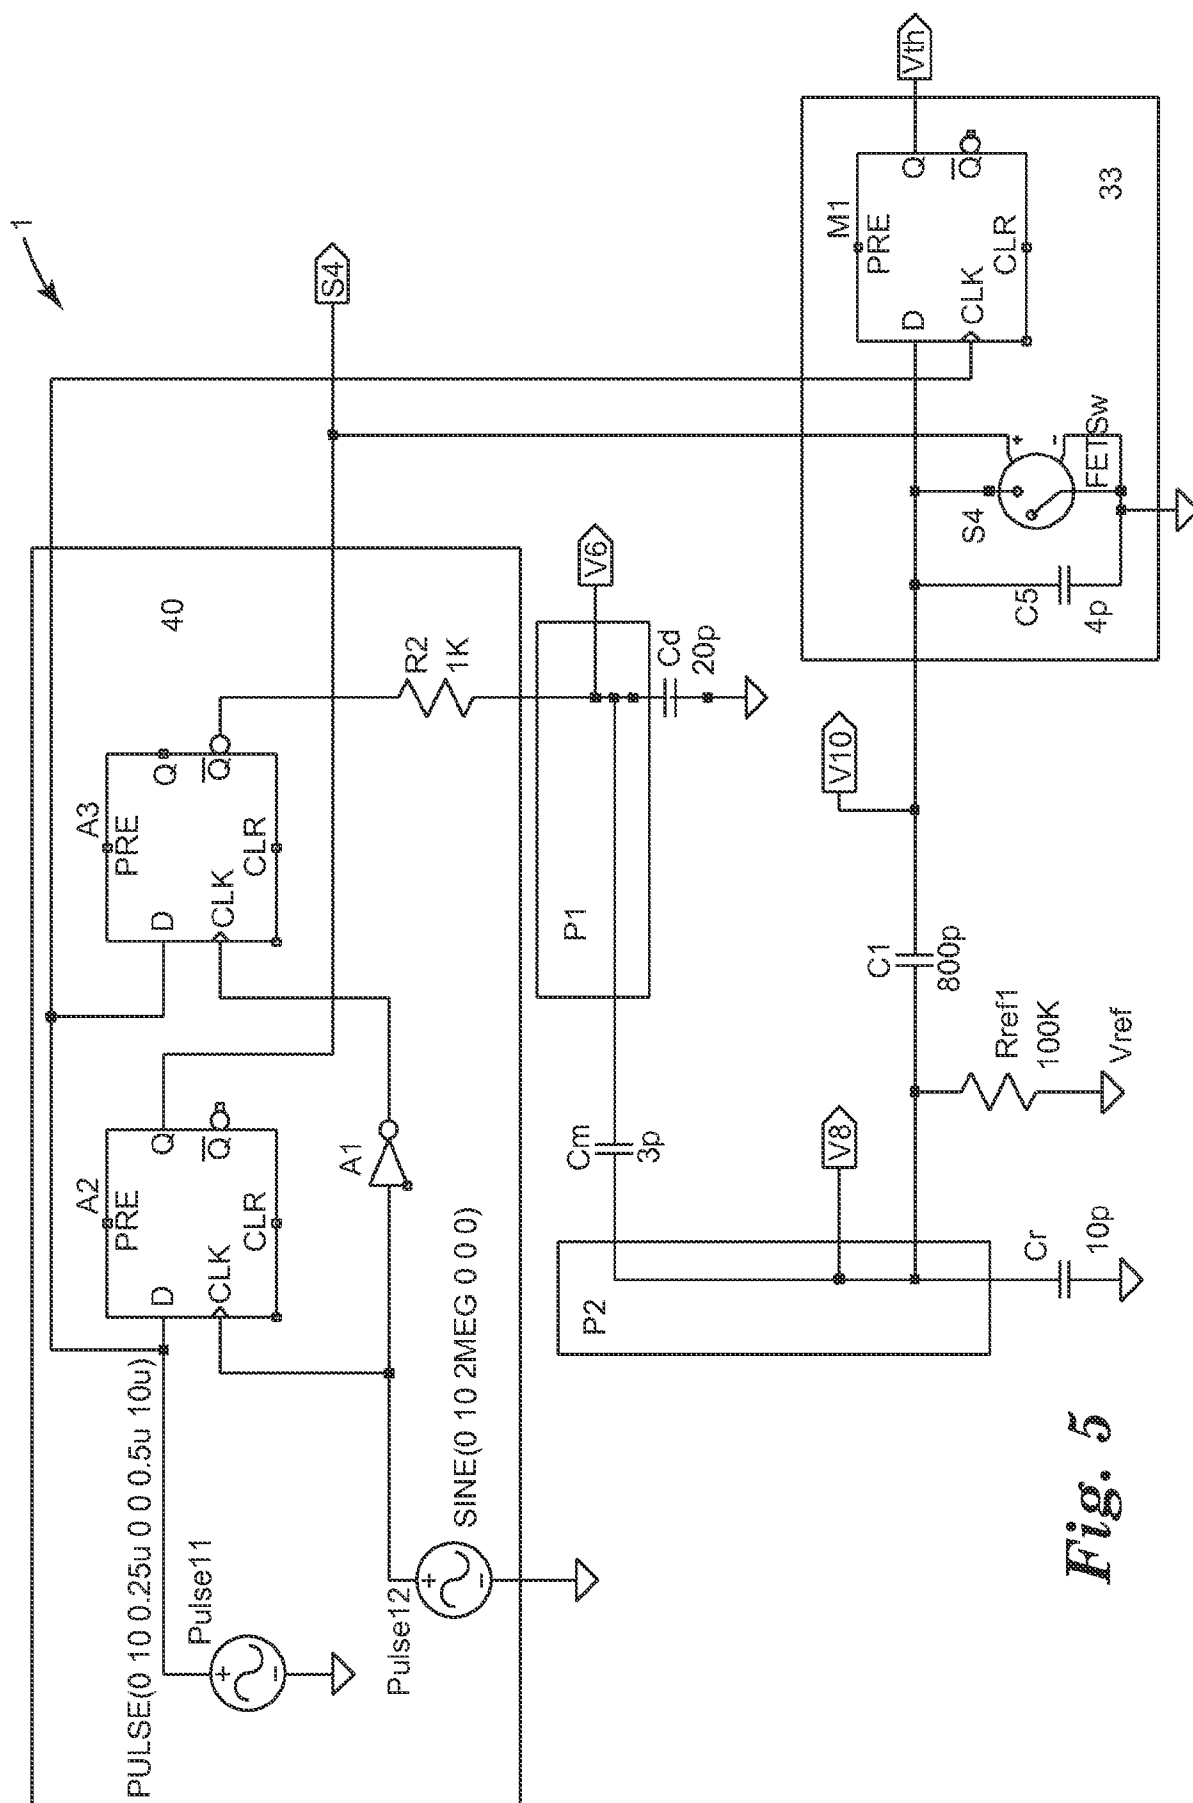 1
40
PULSE(0 10 0.25u 0 0 0.5u 10u)
Pulse11
Pulse12
SINE(0 10 2MEG 0 0 0)
A2
PRE
D
Q
CLK
Q
CLR
A1
A3
PRE
D
Q
CLK
Q
CLR
S4
R2
1K
P1
V6
Cd
20p
Cm
3p
P2
V8
Cr
10p
Rref1
100K
Vref
C1
800p
V10
C5
4p
S4
FETSw
M1
PRE
D
Q
CLK
Q
CLR
Vth
33
Fig. 5